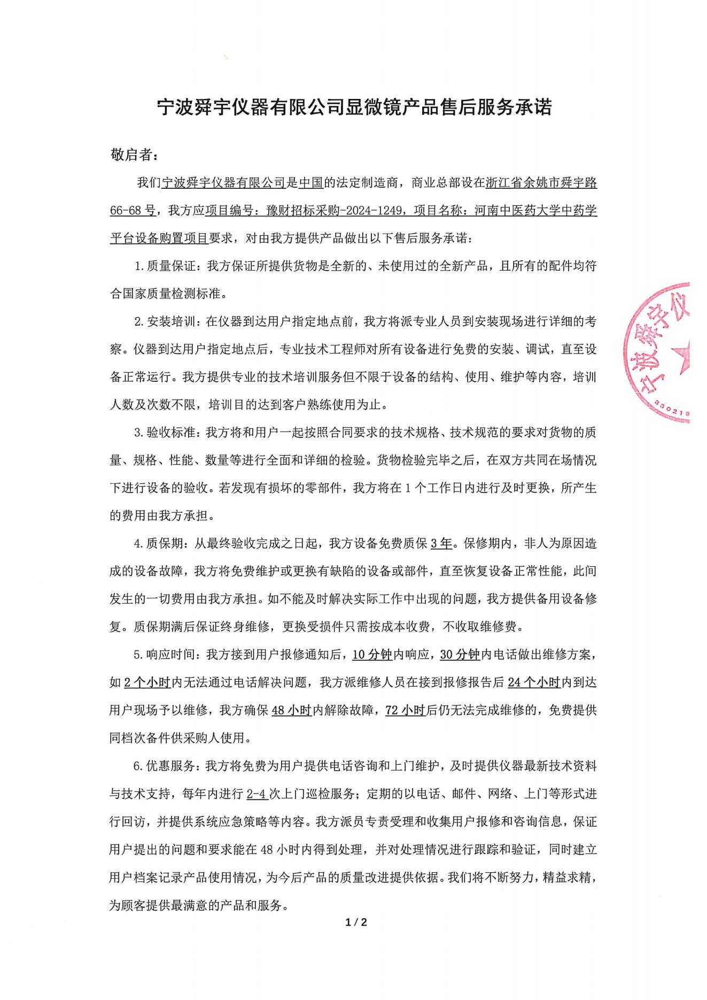 宁波舜宇仪器有限公司显微镜产品售后服务承诺
敬启者：
我们宁波舜宇仪器有限公司是中国的法定制造商，商业总部设在浙江省余姚市舜宇路
66-68 号，我方应项目编号：豫财招标采购-2024-1249，项目名称：河南中医药大学中药学
平台设备购置项目要求，对由我方提供产品做出以下售后服务承诺：
1.质量保证：我方保证所提供货物是全新的、未使用过的全新产品，且所有的配件均符
合国家质量检测标准。
2.安装培训：在仪器到达用户指定地点前，我方将派专业人员到安装现场进行详细的考
察。仪器到达用户指定地点后，专业技术工程师对所有设备进行免费的安装、调试，直至设
备正常运行。我方提供专业的技术培训服务但不限于设备的结构、使用、维护等内容，培训
人数及次数不限，培训目的达到客户熟练使用为止。
3.验收标准：我方将和用户一起按照合同要求的技术规格、技术规范的要求对货物的质
量、规格、性能、数量等进行全面和详细的检验。货物检验完毕之后，在双方共同在场情况
下进行设备的验收。若发现有损坏的零部件，我方将在 1 个工作日内进行及时更换，所产生
的费用由我方承担。
4.质保期：从最终验收完成之日起，我方设备免费质保 3 年。保修期内，非人为原因造
成的设备故障，我方将免费维护或更换有缺陷的设备或部件，直至恢复设备正常性能，此间
发生的一切费用由我方承担。如不能及时解决实际工作中出现的问题，我方提供备用设备修
复。质保期满后保证终身维修，更换受损件只需按成本收费，不收取维修费。
5.响应时间：我方接到用户报修通知后，10 分钟内响应，30 分钟内电话做出维修方案，
如 2 个小时内无法通过电话解决问题，我方派维修人员在接到报修报告后 24 个小时内到达
用户现场予以维修，我方确保 48 小时内解除故障，72 小时后仍无法完成维修的，免费提供
同档次备件供采购人使用。
6.优惠服务：我方将免费为用户提供电话咨询和上门维护，及时提供仪器最新技术资料
与技术支持，每年内进行 2-4 次上门巡检服务；定期的以电话、邮件、网络、上门等形式进
行回访，并提供系统应急策略等内容。我方派员专责受理和收集用户报修和咨询信息，保证
用户提出的问题和要求能在 48 小时内得到处理，并对处理情况进行跟踪和验证，同时建立
用户档案记录产品使用情况，为今后产品的质量改进提供依据。我们将不断努力，精益求精，
为顾客提供最满意的产品和服务。
1 / 2
宁波舜宇仪
330219